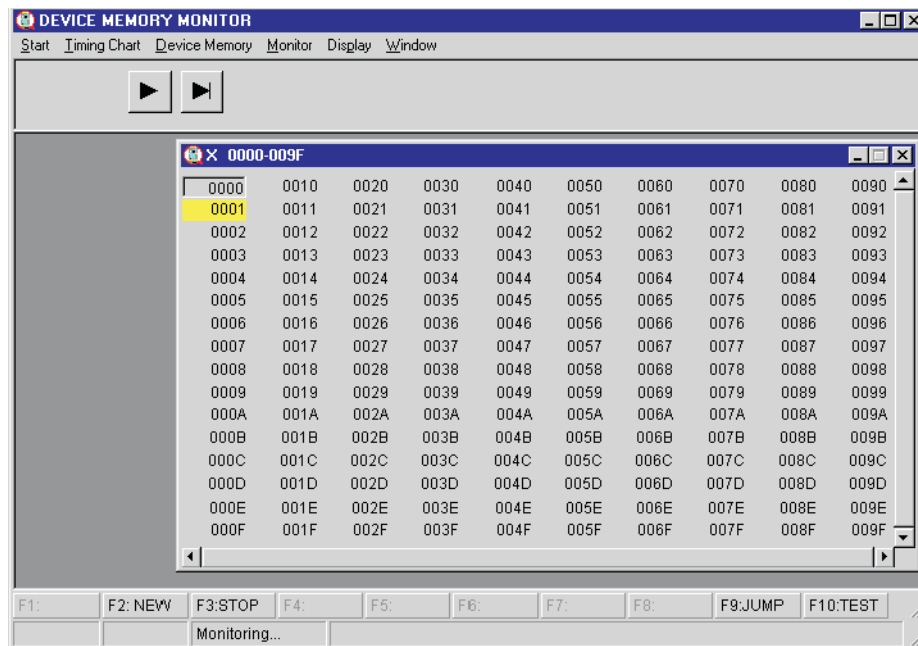 DEVICE MEMORY MONITOR
Start Timing Chart Device Memory Monitor Display Window
X 0000-009F
0000 0010 0020 0030 0040 0050 0060 0070 0080 0090
0001 0011 0021 0031 0041 0051 0061 0071 0081 0091
0002 0012 0022 0032 0042 0052 0062 0072 0082 0092
0003 0013 0023 0033 0043 0053 0063 0073 0083 0093
0004 0014 0024 0034 0044 0054 0064 0074 0084 0094
0005 0015 0025 0035 0045 0055 0065 0075 0085 0095
0006 0016 0026 0036 0046 0056 0066 0076 0086 0096
0007 0017 0027 0037 0047 0057 0067 0077 0087 0097
0008 0018 0028 0038 0048 0058 0068 0078 0088 0098
0009 0019 0029 0039 0049 0059 0069 0079 0089 0099
000A 001A 002A 003A 004A 005A 006A 007A 008A 009A
000B 001B 002B 003B 004B 005B 006B 007B 008B 009B
000C 001C 002C 003C 004C 005C 006C 007C 008C 009C
000D 001D 002D 003D 004D 005D 006D 007D 008D 009D
000E 001E 002E 003E 004E 005E 006E 007E 008E 009E
000F 001F 002F 003F 004F 005F 006F 007F 008F 009F
F1: F2: NEW F3:STOP F4: F5: F6: F7: F8: F9:JUMP F10:TEST
Monitoring...